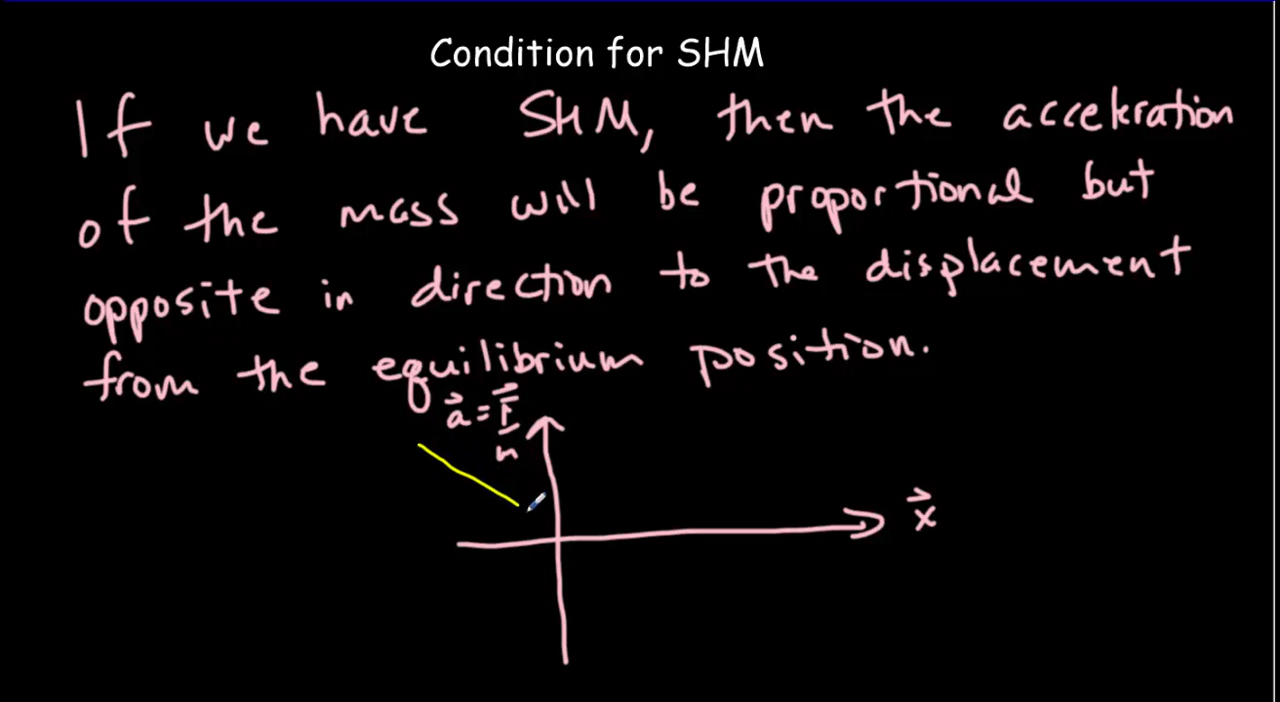 Condition for SHM
If we have SHM, then the acceleration
of the mass will be proportional but
opposite in direction to the displacement
from the equilibrium position.
a⃗ = F⃗/m
x⃗